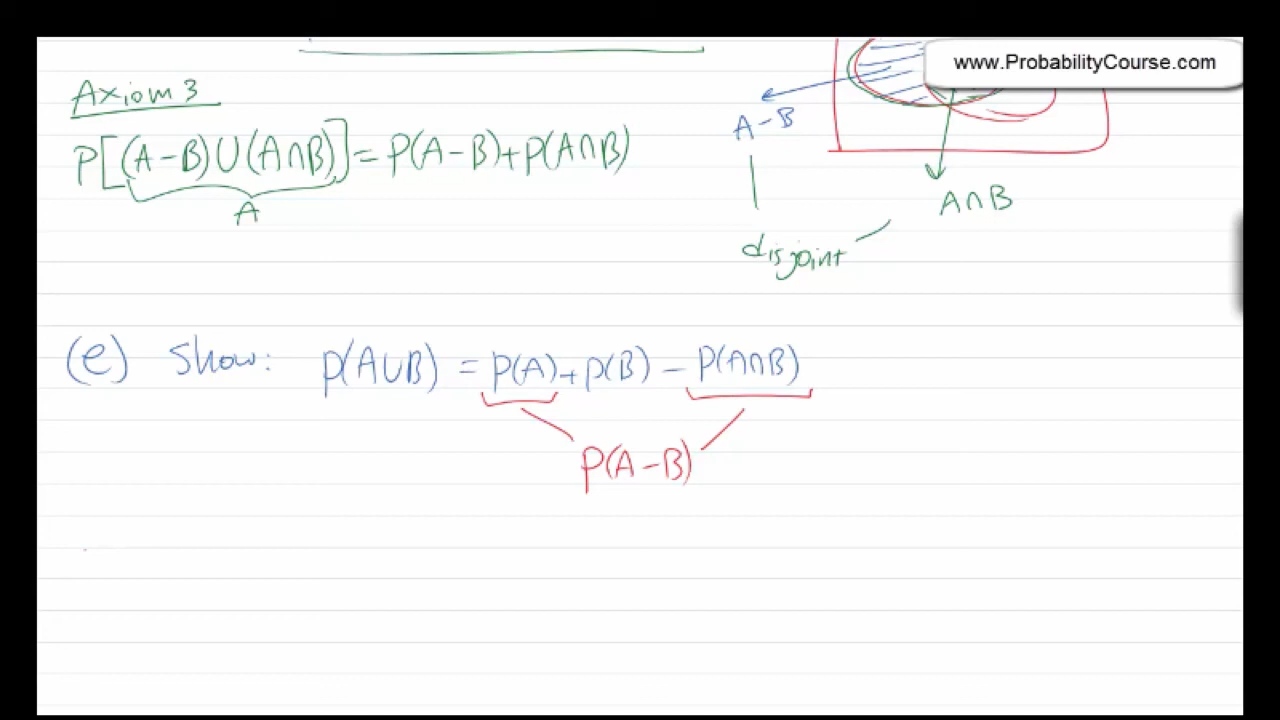 www.ProbabilityCourse.com
Axiom 3
A-B
P[(A-B)∪(A∩B)]=P(A-B)+P(A∩B)
A
A∩B
disjoint
(e) Show: P(A∪B) = P(A)+P(B) - P(A∩B)
P(A-B)